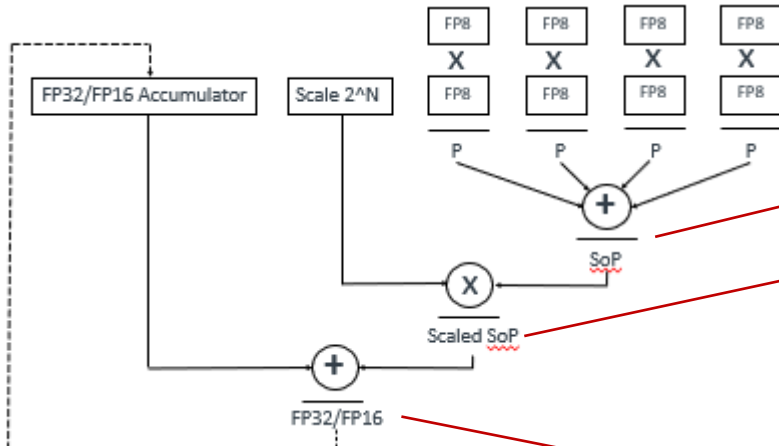 FP8 FP8 FP8 FP8
X X X X
FP32/FP16 Accumulator Scale 2^N FP8 FP8 FP8 FP8
P P P P
+
SoP
X
Scaled SoP
+
FP32/FP16